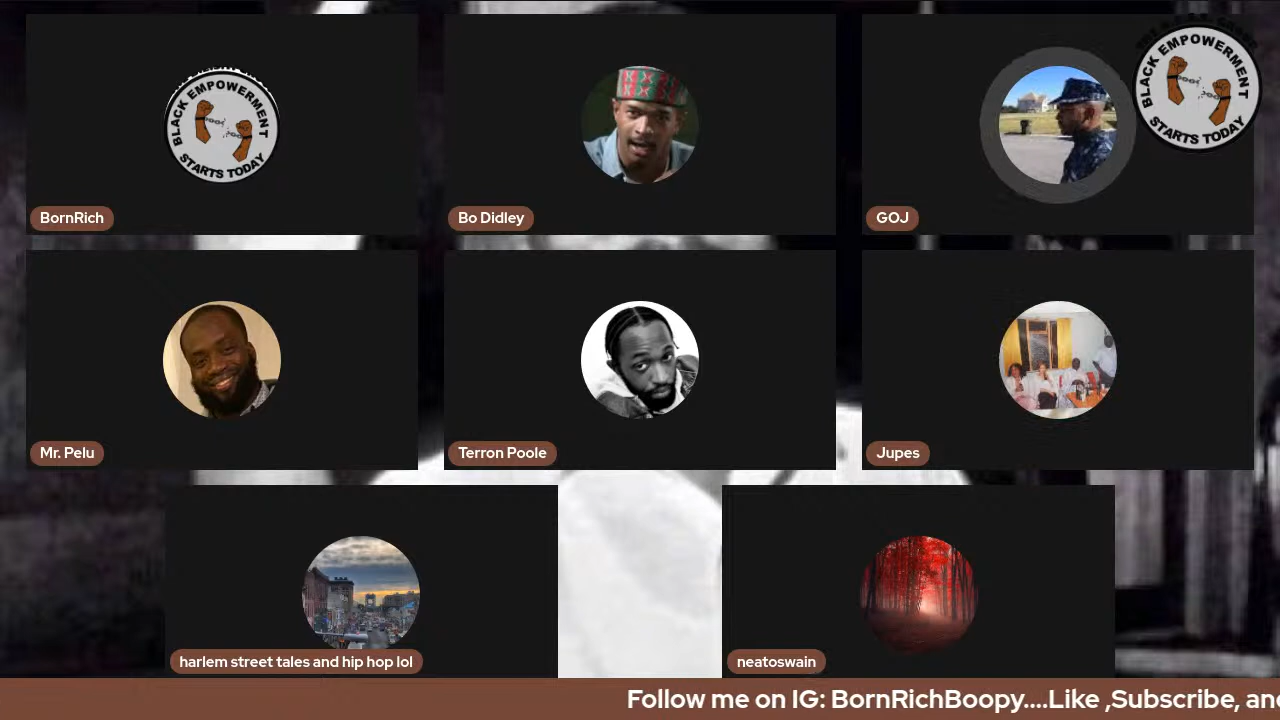 BLACK EMPOWERMENT
STARTS TODAY
BornRich
Bo Didley
GOJ
BLACK EMPOWERMENT
STARTS TODAY
Mr. Pelu
Terron Poole
Jupes
harlem street tales and hip hop lol
neatoswain
Follow me on IG: BornRichBoopy....Like ,Subscribe, and